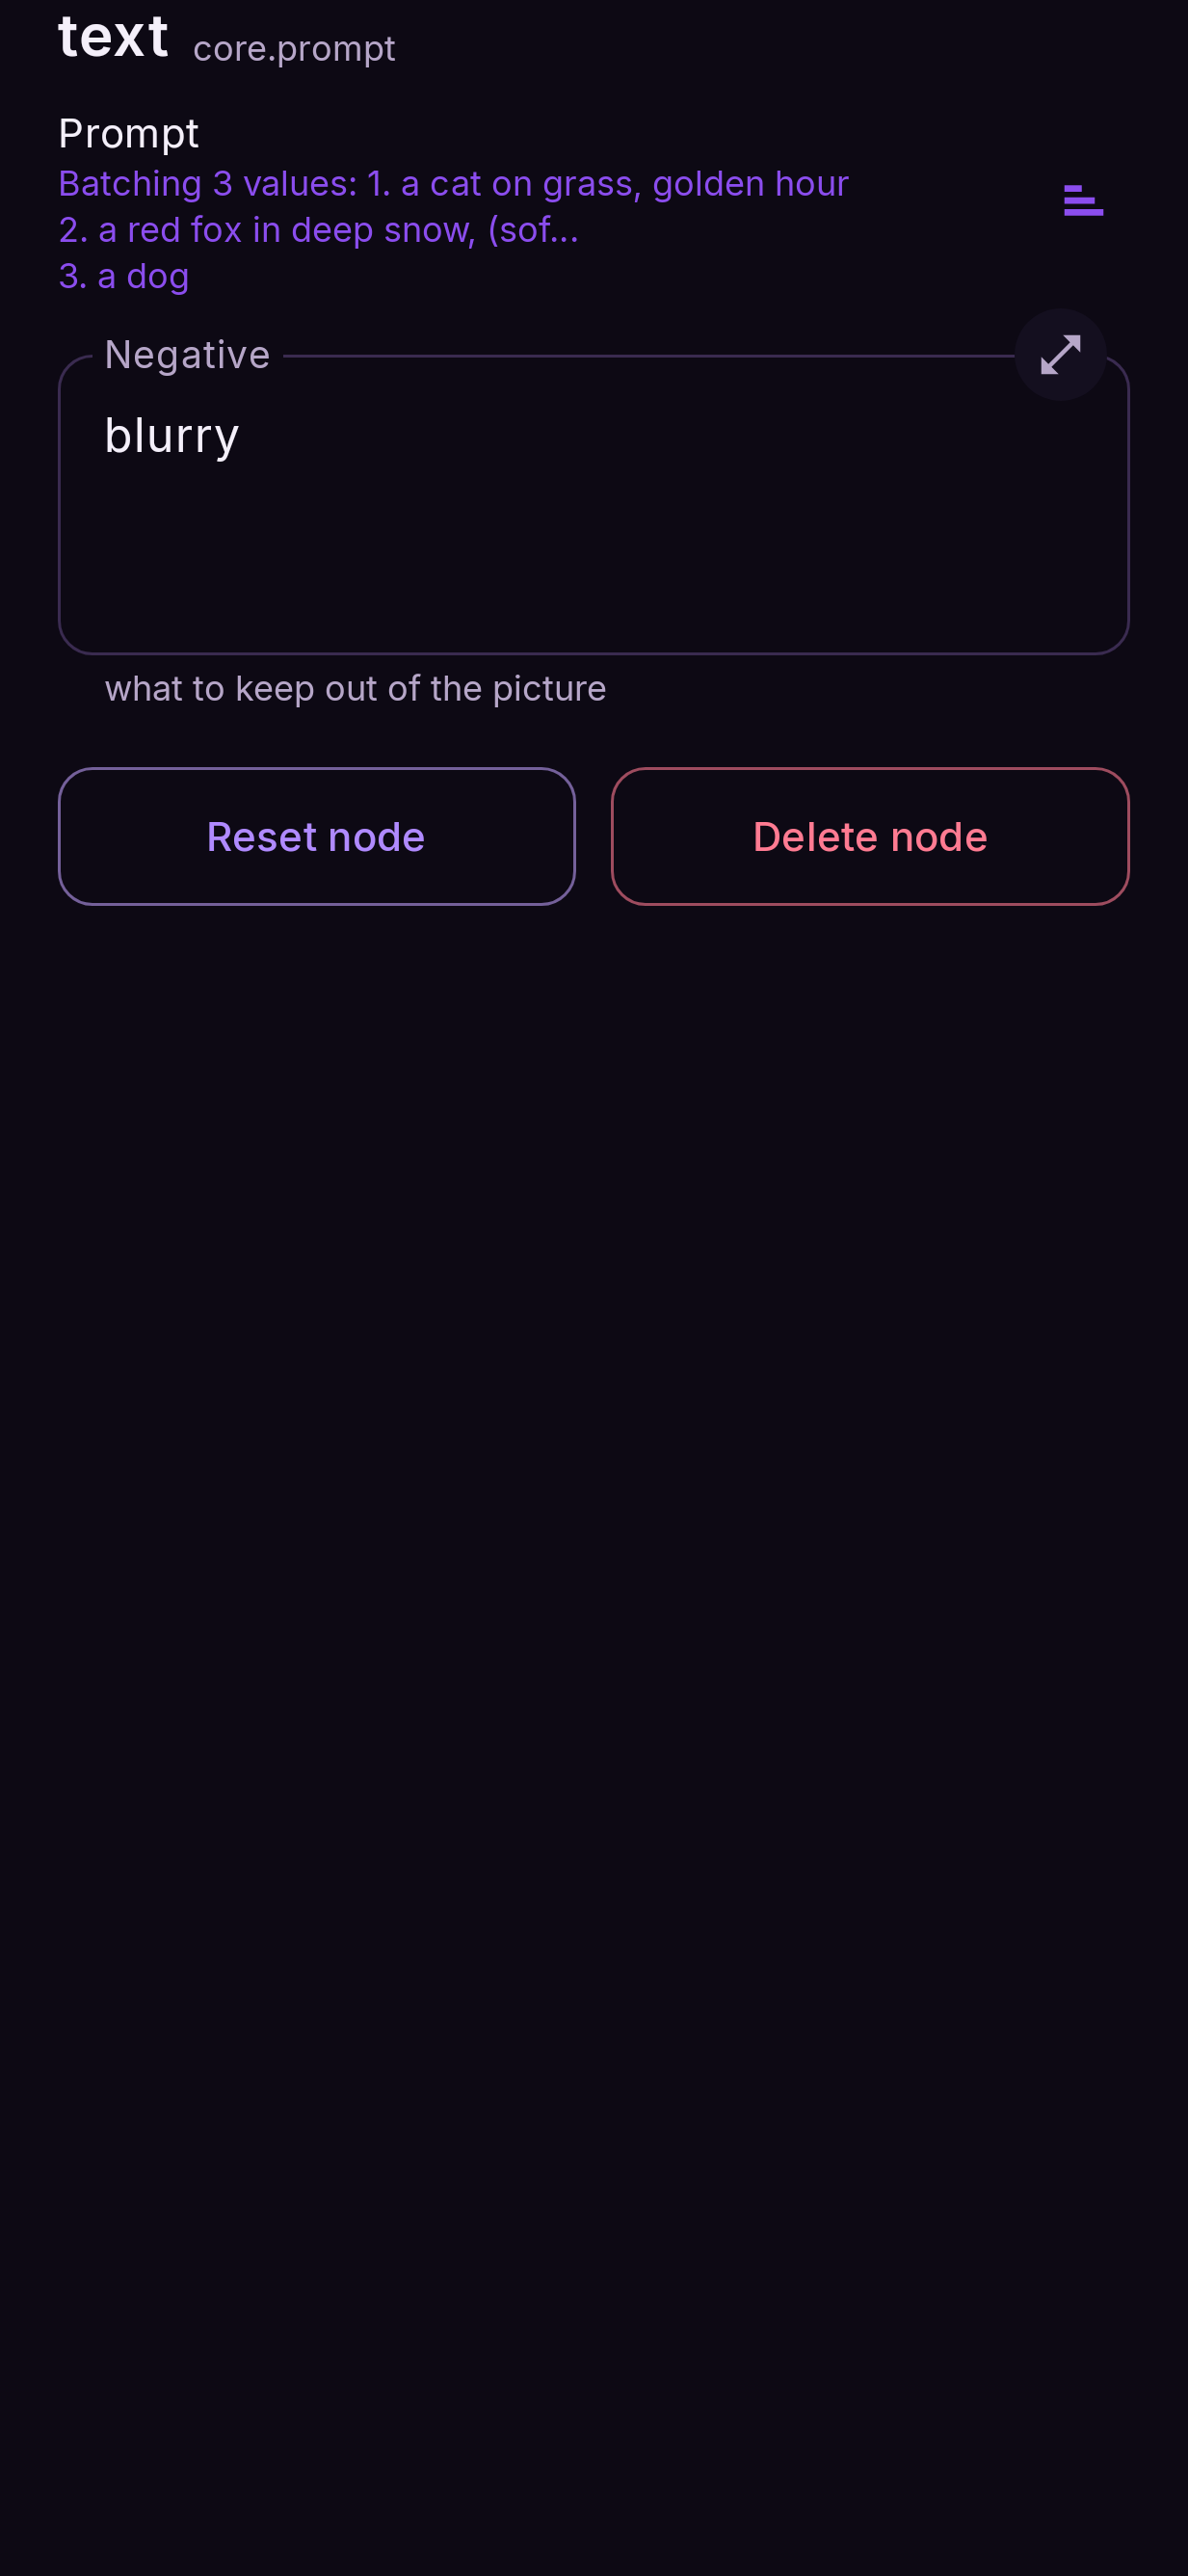 text core.prompt
Prompt
Batching 3 values: 1. a cat on grass, golden hour
2. a red fox in deep snow, (sof...
3. a dog
Negative
blurry
what to keep out of the picture
Reset node
Delete node